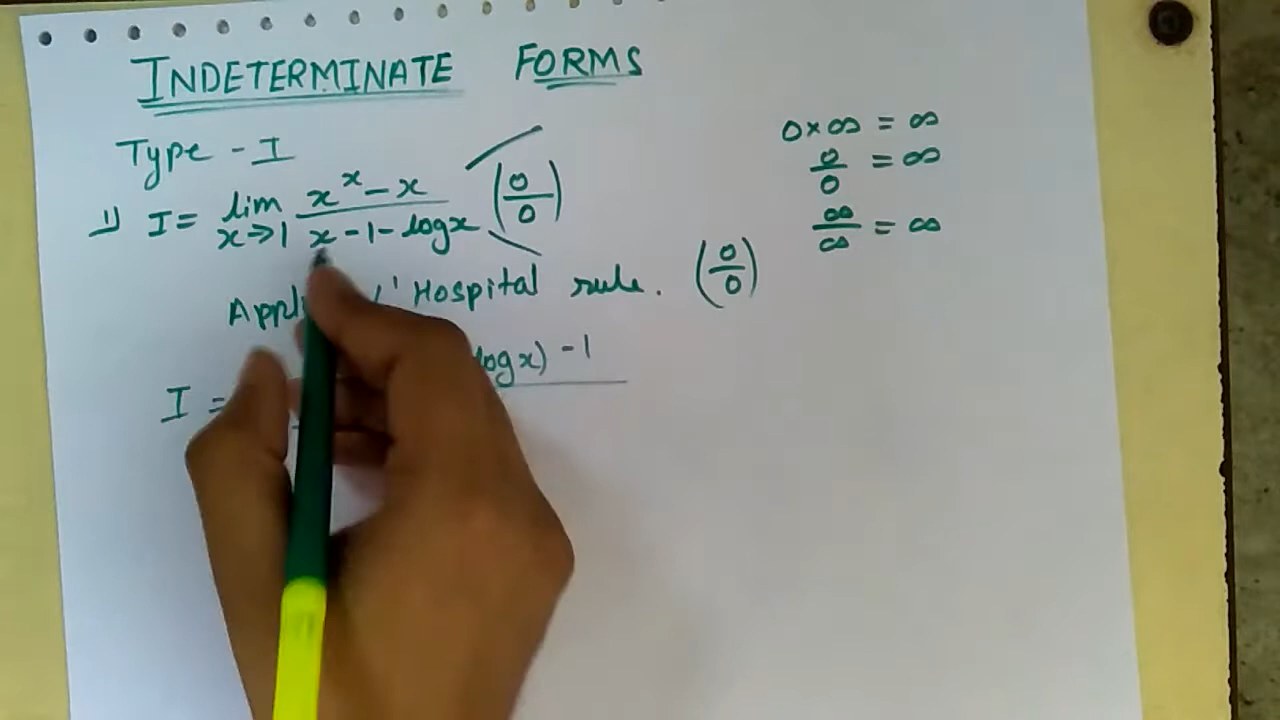 INDETERMINATE FORMS
Type - I
1) I = lim x→1 (x^x - x)/(x - 1 - log x) (0/0)
l'Hospital rule. (0/0)
I =
log x) - 1
0 × ∞ = ∞
0/0 = ∞
∞/∞ = ∞